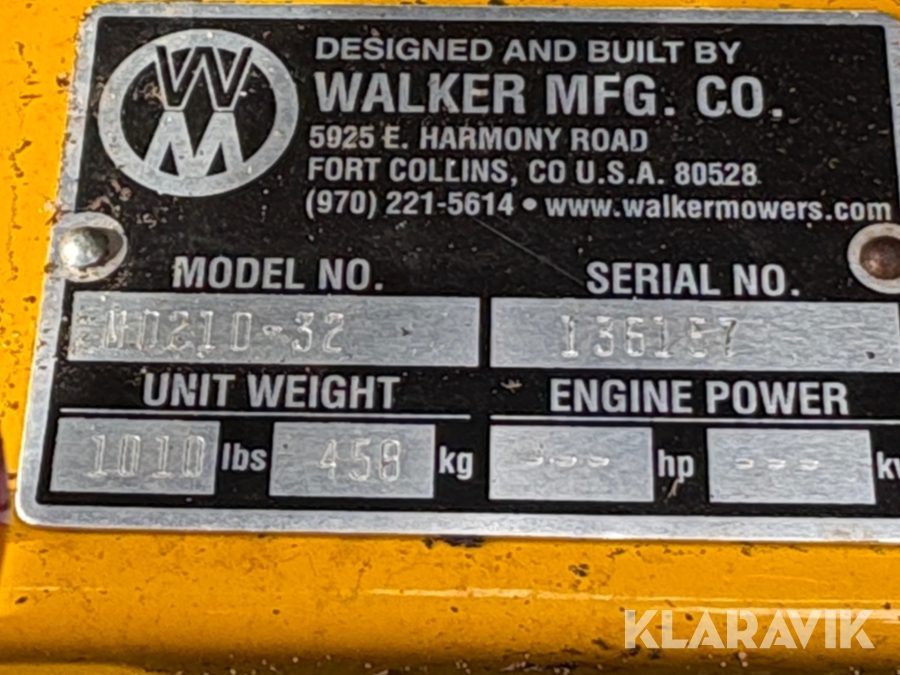 WM
DESIGNED AND BUILT BY
WALKER MFG. CO.
5925 E. HARMONY ROAD
FORT COLLINS, CO U.S.A. 80528
(970) 221-5614 • www.walkermowers.com
MODEL NO. SERIAL NO.
MD21D-32 136157
UNIT WEIGHT ENGINE POWER
1010 lbs 458 kg --- hp --- kw
KLARAVIK